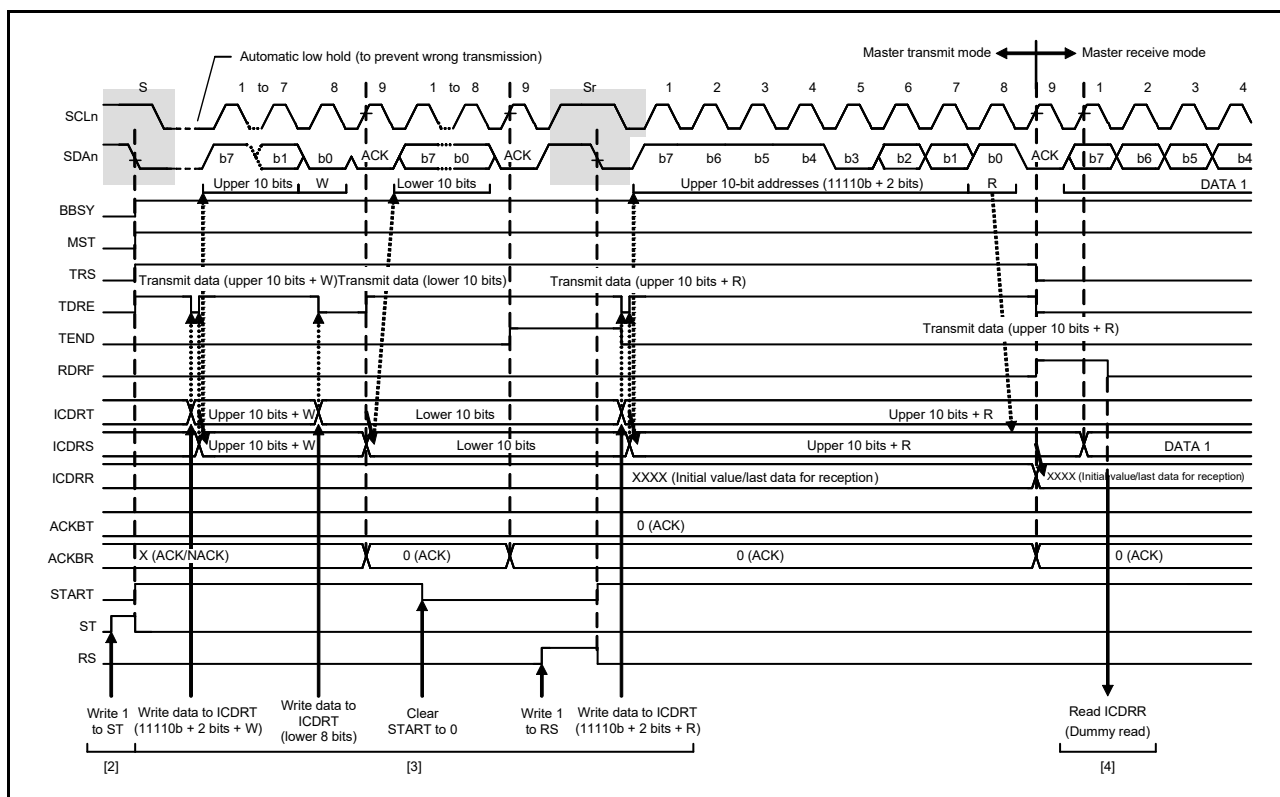 Automatic low hold (to prevent wrong transmission)
Master transmit mode Master receive mode
S 1 to 7 8 9 1 to 8 9 Sr 1 2 3 4 5 6 7 8 9 1 2 3 4
SCLn
SDAn b7 b1 b0 ACK b7 b0 ACK b7 b6 b5 b4 b3 b2 b1 b0 ACK b7 b6 b5 b4
Upper 10 bits W Lower 10 bits Upper 10-bit addresses (11110b + 2 bits) R DATA 1
BBSY
MST
TRS
Transmit data (upper 10 bits + W) Transmit data (lower 10 bits) Transmit data (upper 10 bits + R)
TDRE
Transmit data (upper 10 bits + R)
TEND
RDRF
ICDRT Upper 10 bits + W Lower 10 bits Upper 10 bits + R
ICDRS Upper 10 bits + W Lower 10 bits Upper 10 bits + R DATA 1
ICDRR XXXX (Initial value/last data for reception) XXXX (Initial value/last data for reception)
ACKBT 0 (ACK)
ACKBR X (ACK/NACK) 0 (ACK) 0 (ACK) 0 (ACK)
START
ST
RS
Write 1
to ST
Write data to ICDRT
(11110b + 2 bits + W)
Write data to
ICDRT
(lower 8 bits)
Clear
START to 0
Write 1
to RS
Write data to ICDRT
(11110b + 2 bits + R)
Read ICDRR
(Dummy read)
[2] [3] [4]